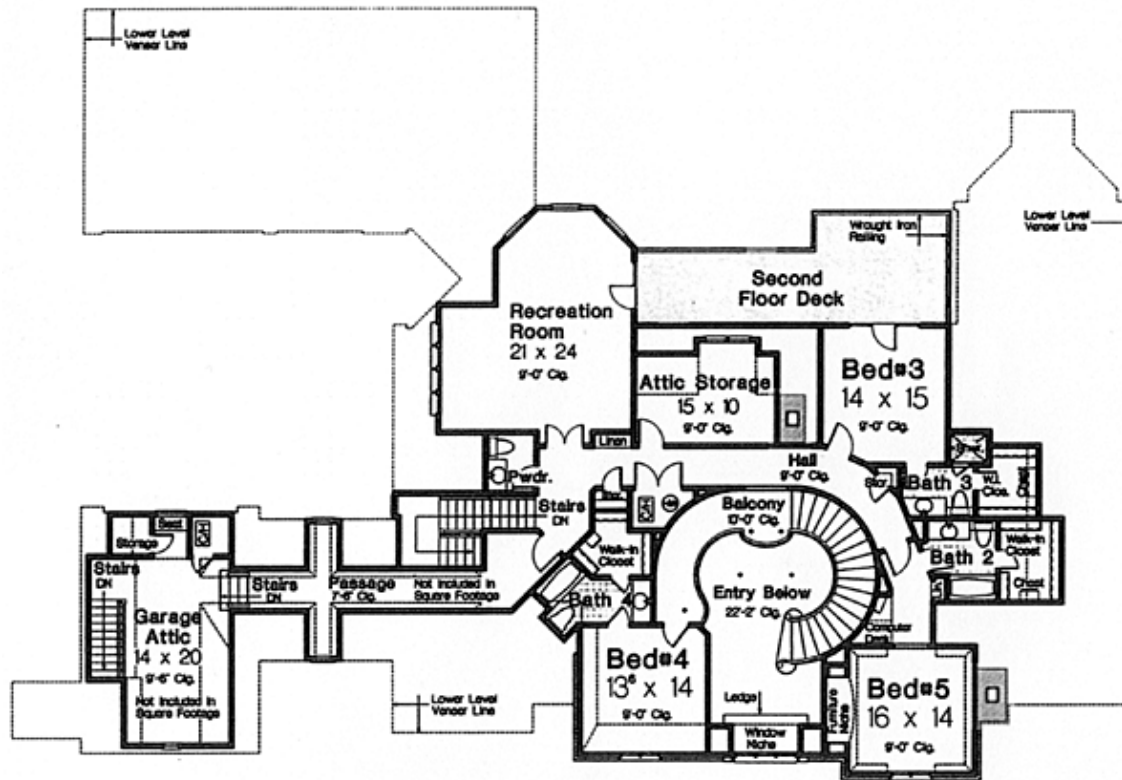 Lower Level
Veneer Line
Lower Level
Veneer Line
Wrought Iron
Railing
Second
Floor Deck
Recreation
Room
21 x 24
9'-0" Clg.
Attic Storage
15 x 10
9'-0" Clg.
Bed#3
14 x 15
9'-0" Clg.
Linen
Pwdr.
Hall
9'-0" Clg.
Stor.
Bath 3
W.I.
Clos.
Chest
Stairs
DN
Balcony
10'-0" Clg.
Seat
Storage
Walk-In
Closet
Bath 2
Walk-In
Closet
Chest
Stairs
DN
Stairs
DN
Passage
7'-6" Clg.
Not Included In
Square Footage
Bath 4
Entry Below
22'-2" Clg.
Garage
Attic
14 x 20
9'-6" Clg.
Not Included In
Square Footage
Computer
Desk
Bed#4
13⁶ x 14
9'-0" Clg.
Bed#5
16 x 14
9'-0" Clg.
Furniture
Niche
Ledge
Window
Niche
Lower Level
Veneer Line